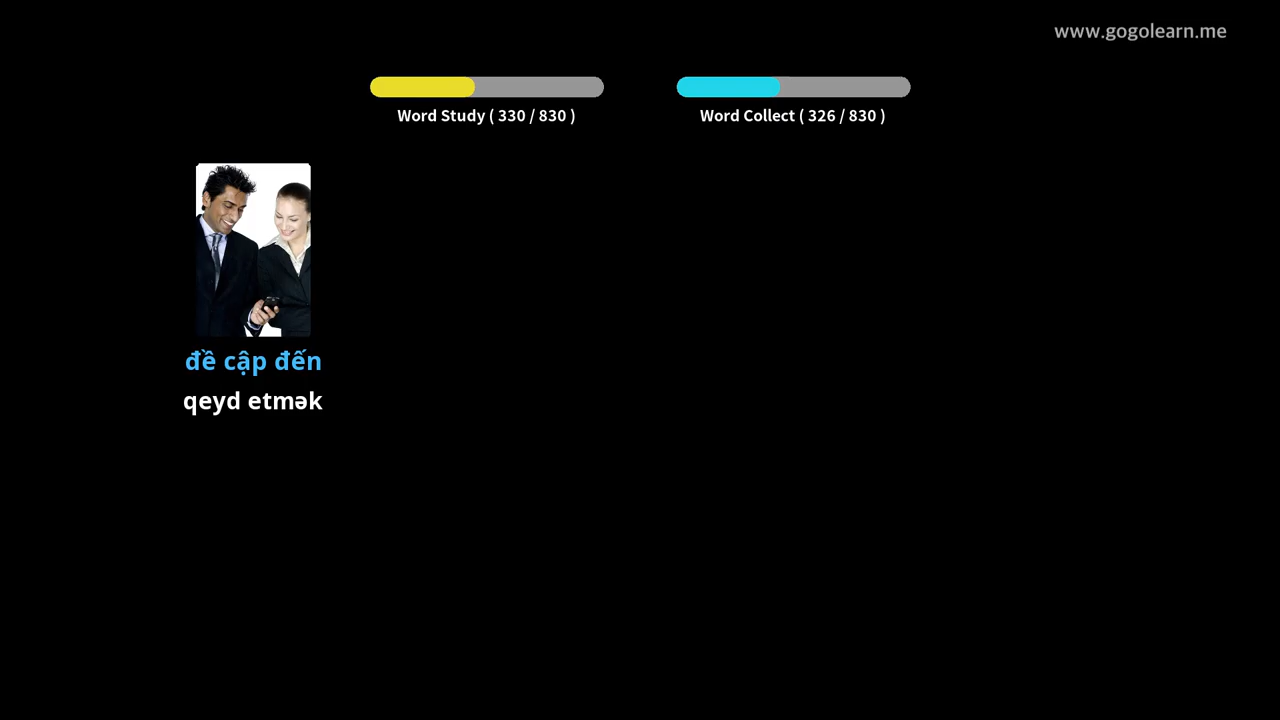 www.gogolearn.me
Word Study ( 330 / 830 )
Word Collect ( 326 / 830 )
đề cập đến
qeyd etmək